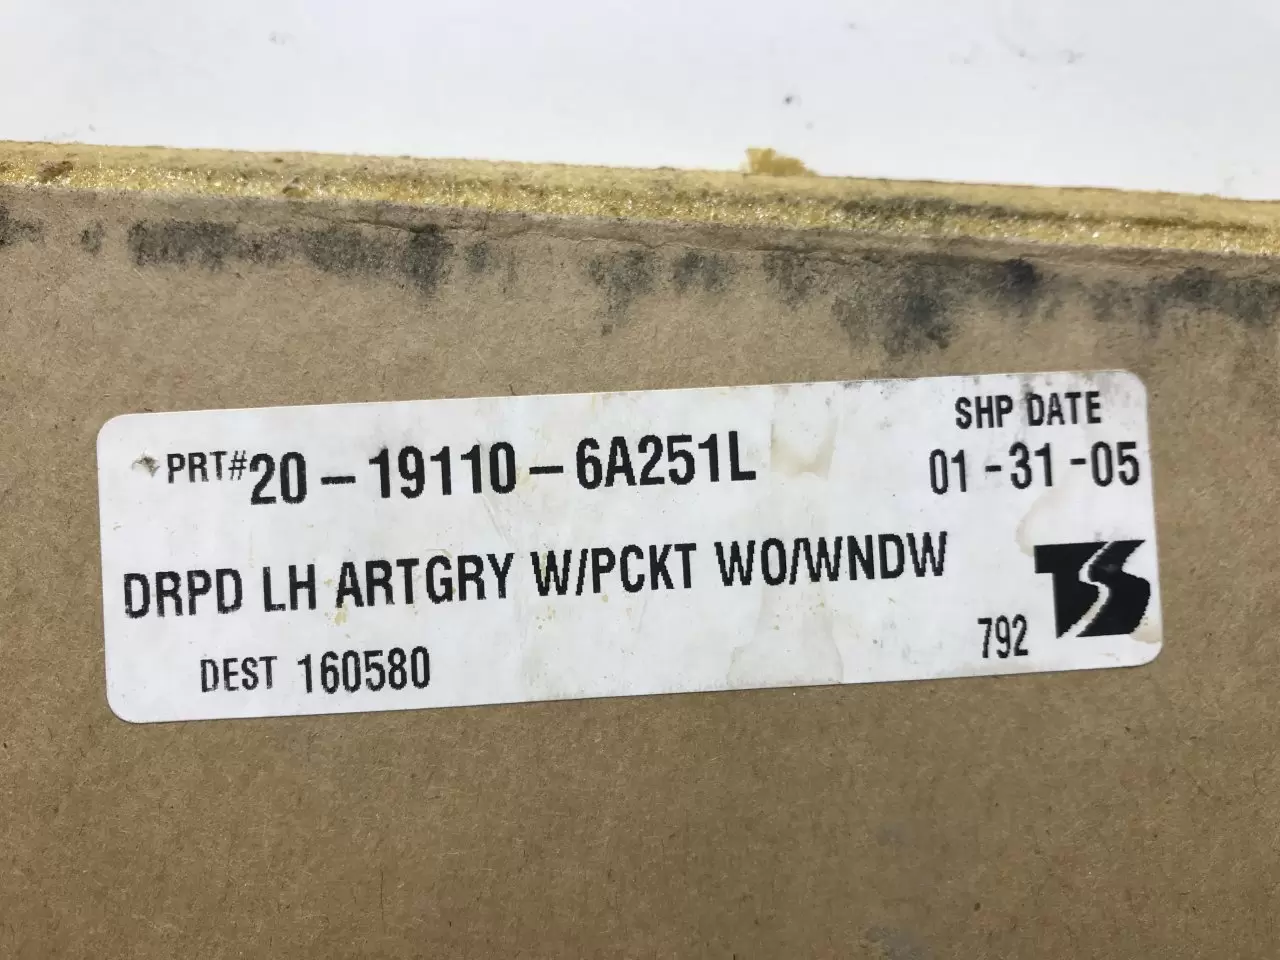 PRT#20-19110-6A251L
SHP DATE
01-31-05
DRPD LH ARTGRY W/PCKT WO/WNDW
DEST 160580
792
TS